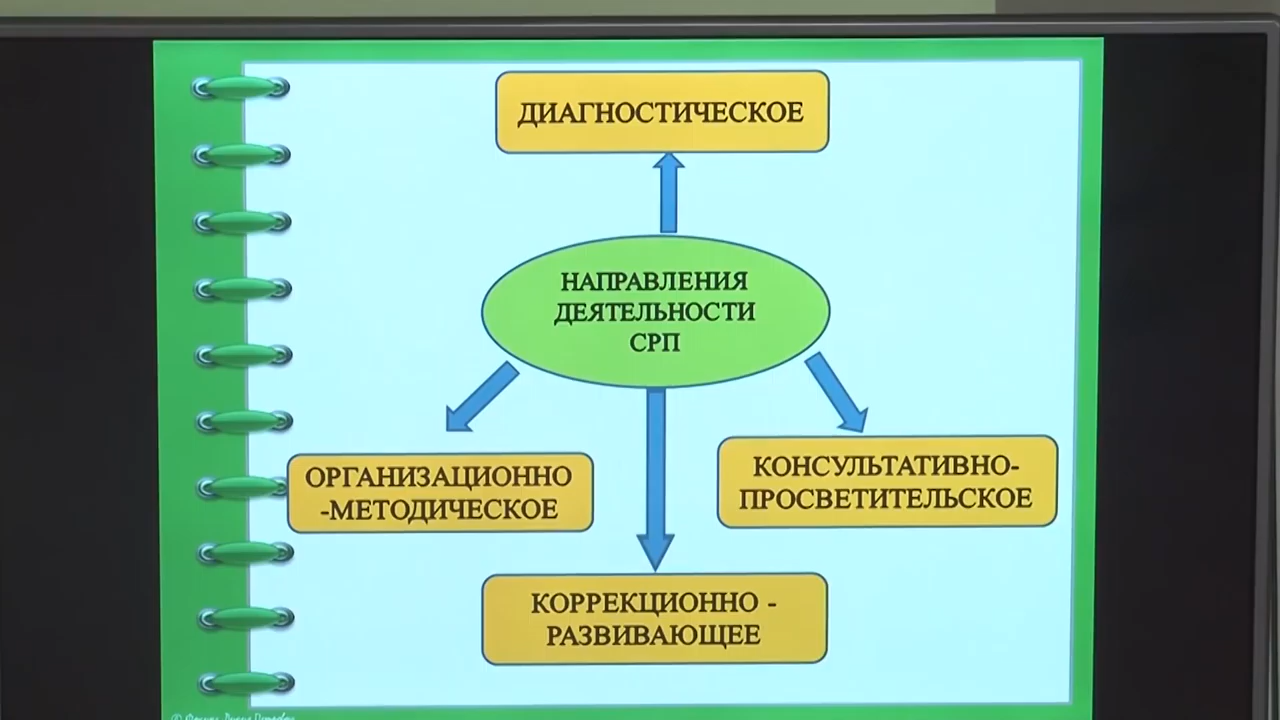 ДИАГНОСТИЧЕСКОЕ
НАПРАВЛЕНИЯ
ДЕЯТЕЛЬНОСТИ
СРП
ОРГАНИЗАЦИОННО
-МЕТОДИЧЕСКОЕ
КОНСУЛЬТАТИВНО-
ПРОСВЕТИТЕЛЬСКОЕ
КОРРЕКЦИОННО -
РАЗВИВАЮЩЕЕ